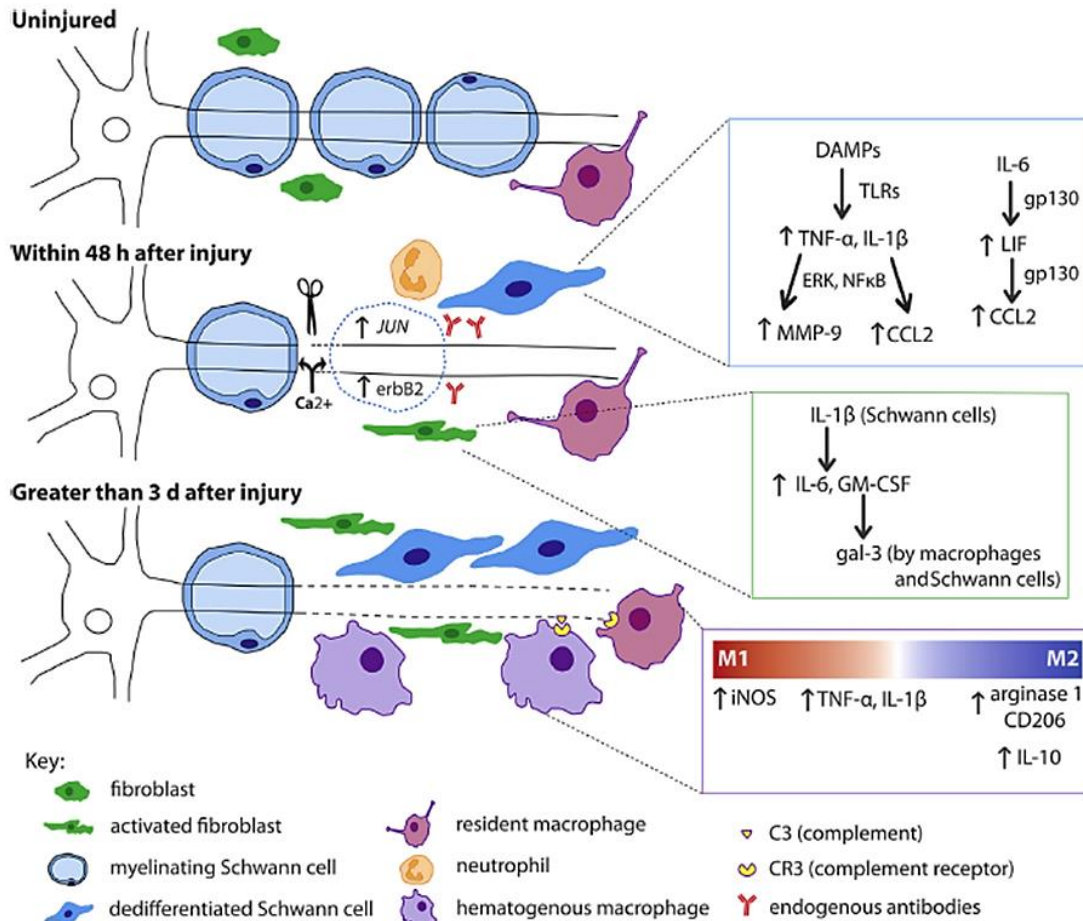 Uninjured
Within 48 h after injury
↑ JUN
↑ erbB2
Ca2+
Greater than 3 d after injury
DAMPs
TLRs
↑ TNF-α, IL-1β
ERK, NFκB
↑ MMP-9
↑ CCL2
IL-6
gp130
↑ LIF
gp130
↑ CCL2
IL-1β (Schwann cells)
↑ IL-6, GM-CSF
gal-3 (by macrophages
and Schwann cells)
M1
M2
↑ iNOS
↑ TNF-α, IL-1β
↑ arginase 1
CD206
↑ IL-10
Key:
fibroblast
activated fibroblast
myelinating Schwann cell
dedifferentiated Schwann cell
resident macrophage
neutrophil
hematogenous macrophage
C3 (complement)
CR3 (complement receptor)
endogenous antibodies